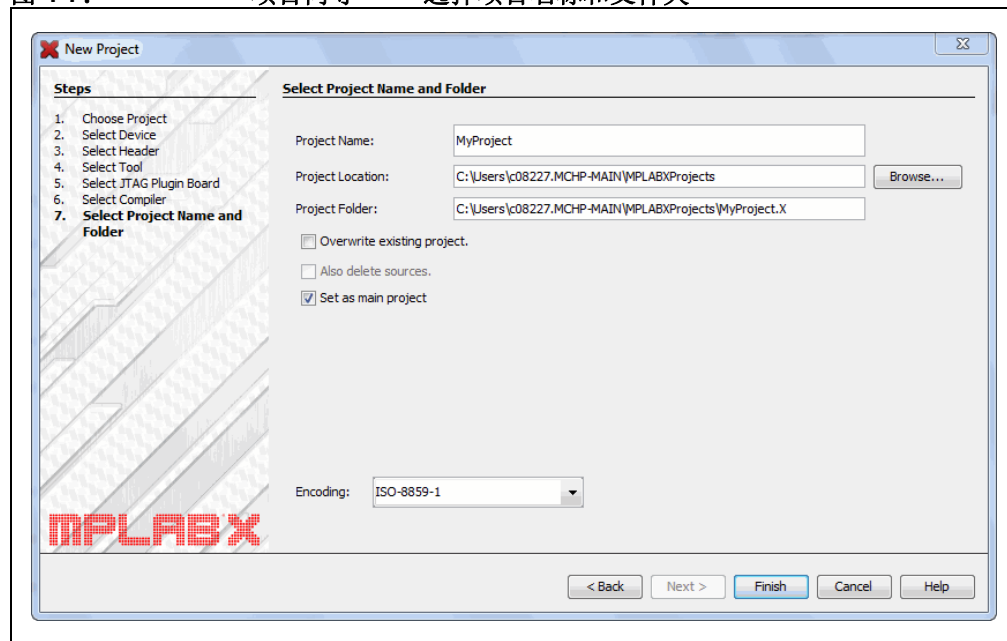 New Project
Steps
1. Choose Project
2. Select Device
3. Select Header
4. Select Tool
5. Select JTAG Plugin Board
6. Select Compiler
7. Select Project Name and
Folder
MPLAB X
Select Project Name and Folder
Project Name: MyProject
Project Location: C:\Users\c08227.MCHP-MAIN\MPLABXProjects Browse...
Project Folder: C:\Users\c08227.MCHP-MAIN\MPLABXProjects\MyProject.X
Overwrite existing project.
Also delete sources.
Set as main project
Encoding: ISO-8859-1
< Back Next > Finish Cancel Help